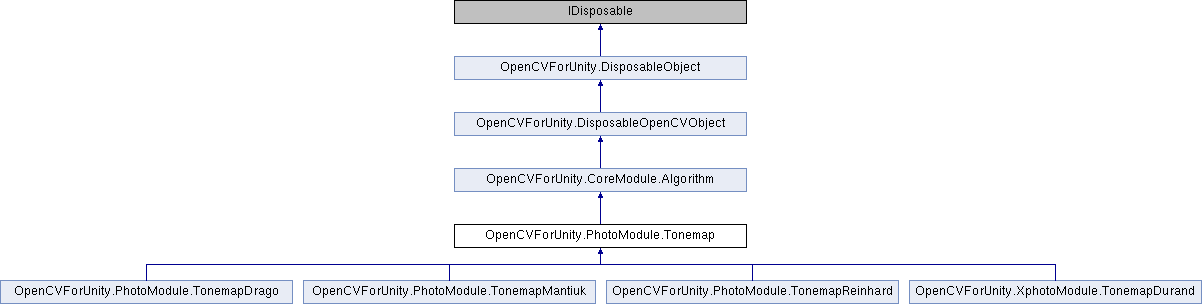 IDisposable
OpenCVForUnity.DisposableObject
OpenCVForUnity.DisposableOpenCVObject
OpenCVForUnity.CoreModule.Algorithm
OpenCVForUnity.PhotoModule.Tonemap
OpenCVForUnity.PhotoModule.TonemapDrago
OpenCVForUnity.PhotoModule.TonemapMantiuk
OpenCVForUnity.PhotoModule.TonemapReinhard
OpenCVForUnity.XphotoModule.TonemapDurand